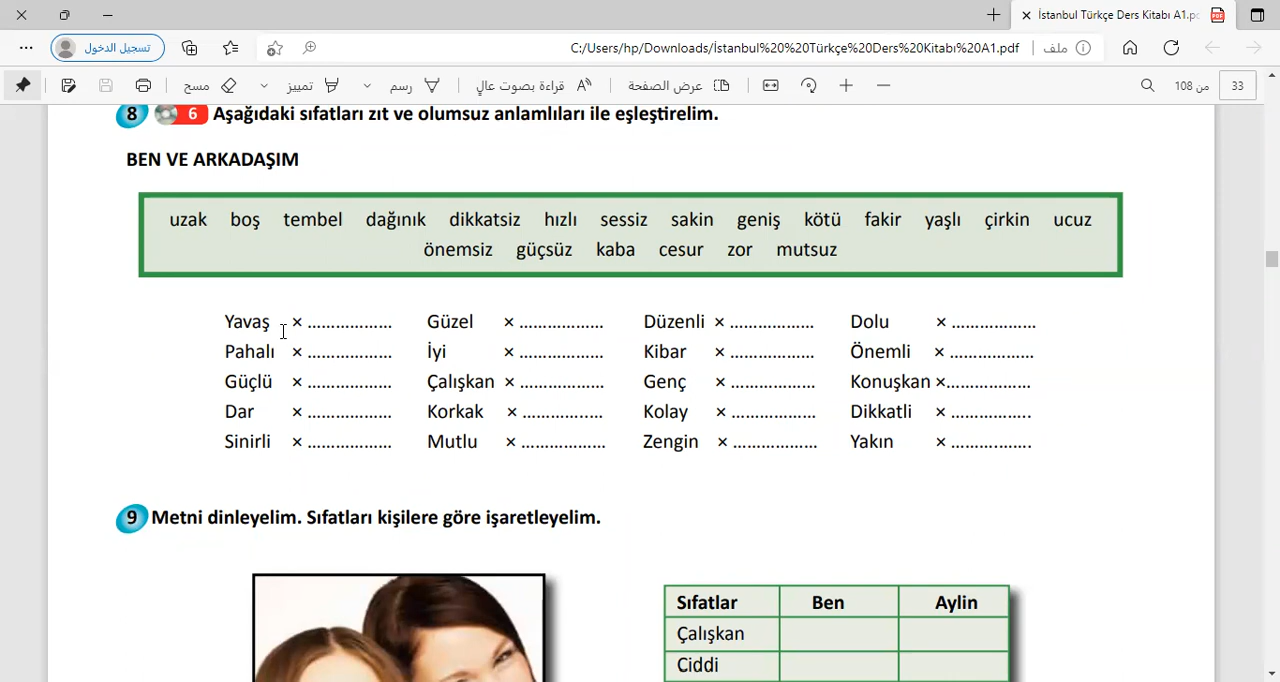 İstanbul Türkçe Ders Kitabı A1.pc
تسجيل الدخول
C:/Users/hp/Downloads/İstanbul%20%20Türkçe%20Ders%20Kitabı%20A1.pdf
ملف
مسح
تمييز
رسم
قراءة بصوت عالٍ
عرض الصفحة
من 108
33
8 6 Aşağıdaki sıfatları zıt ve olumsuz anlamlıları ile eşleştirelim.
BEN VE ARKADAŞIM
uzak boş tembel dağınık dikkatsiz hızlı sessiz sakin geniş kötü fakir yaşlı çirkin ucuz
önemsiz güçsüz kaba cesur zor mutsuz
Yavaş × .................. Güzel × .................. Düzenli × .................. Dolu × ..................
Pahalı × .................. İyi × .................. Kibar × .................. Önemli × ..................
Güçlü × .................. Çalışkan × .................. Genç × .................. Konuşkan ×..................
Dar × .................. Korkak × .................. Kolay × .................. Dikkatli × ..................
Sinirli × .................. Mutlu × .................. Zengin × .................. Yakın × ..................
9 Metni dinleyelim. Sıfatları kişilere göre işaretleyelim.
Sıfatlar Ben Aylin
Çalışkan
Ciddi